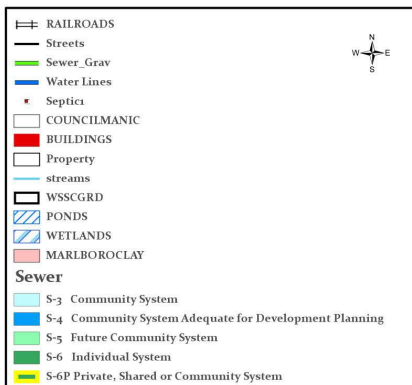 RAILROADS
N
W E
S
Streets
Sewer_Grav
Water Lines
Septic1
COUNCILMANIC
BUILDINGS
Property
streams
WSSCGRD
PONDS
WETLANDS
MARLBOROCLAY
Sewer
S-3 Community System
S-4 Community System Adequate for Development Planning
S-5 Future Community System
S-6 Individual System
S-6P Private, Shared or Community System